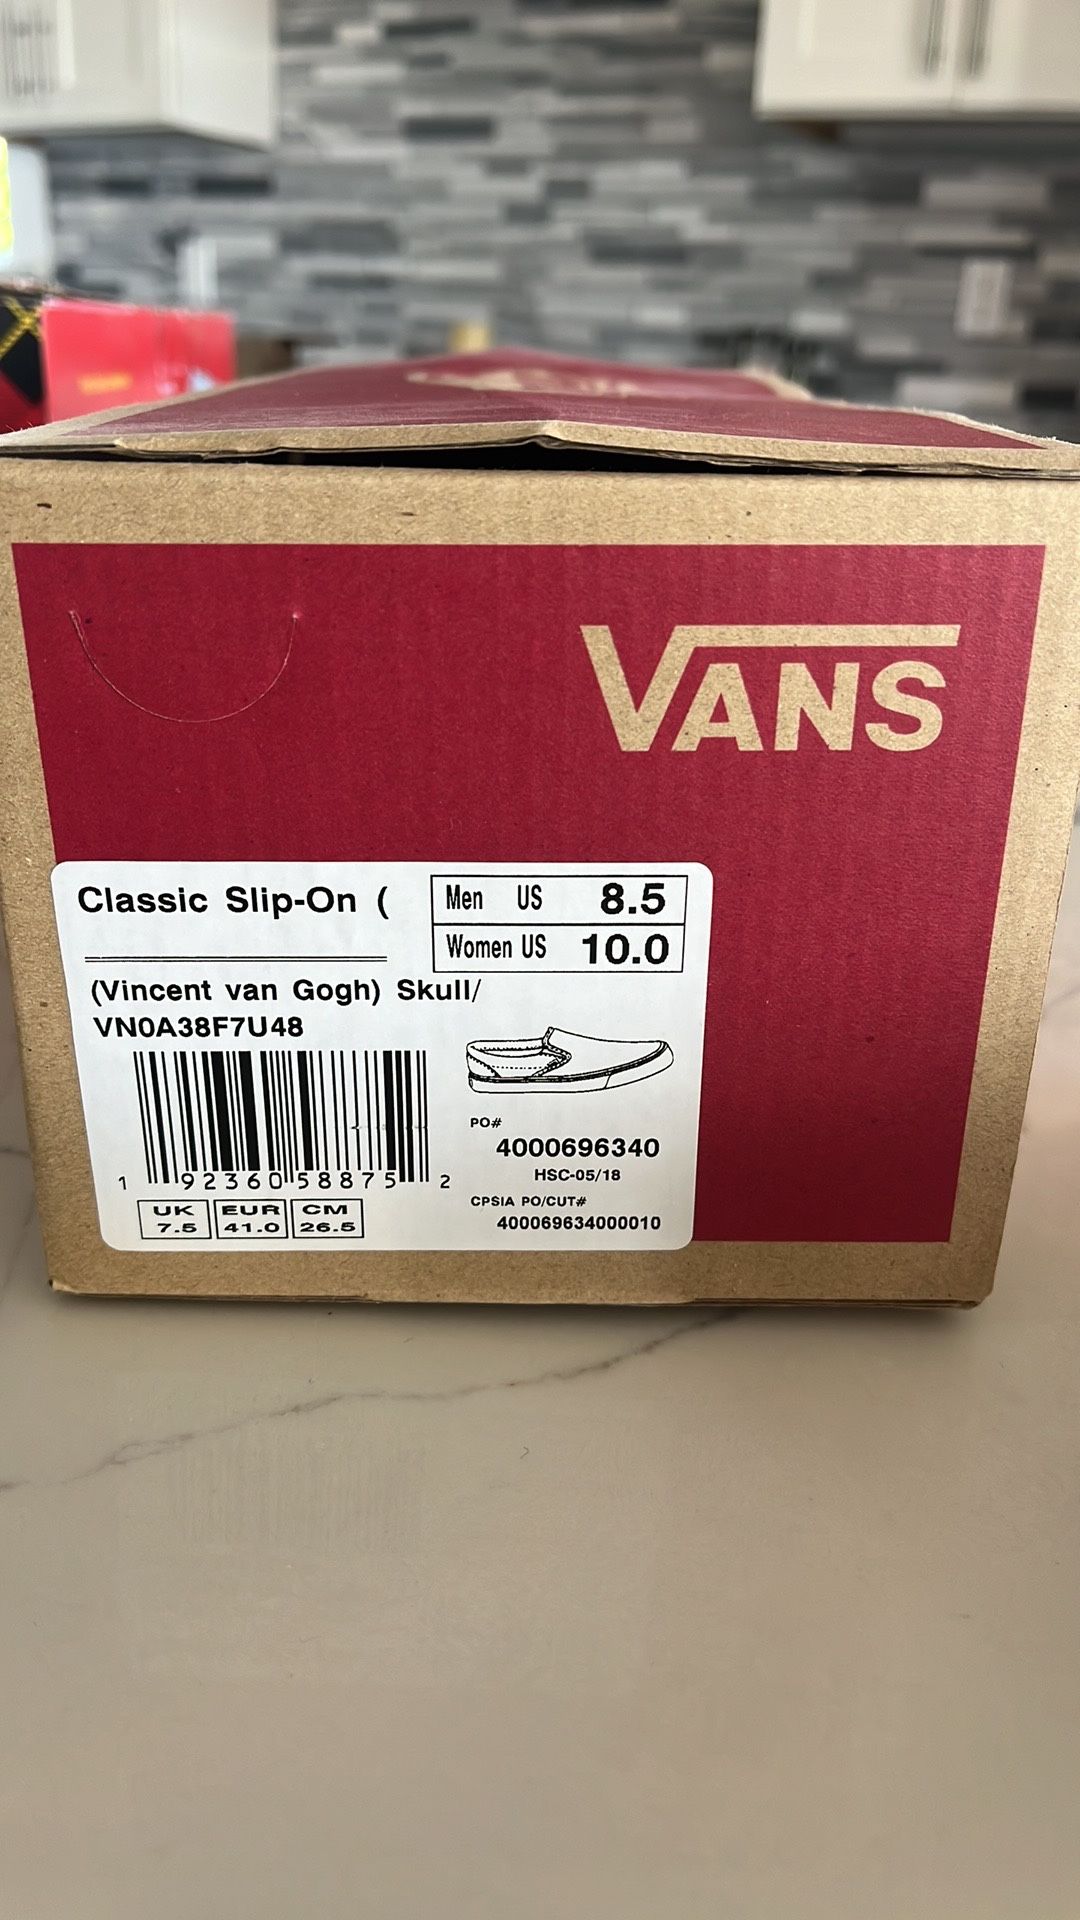 VANS
Classic Slip-On (
Men US 8.5
Women US 10.0
(Vincent van Gogh) Skull/
VN0A38F7U48
PO#
4000696340
HSC-05/18
CPSIA PO/CUT#
400069634000010
1 92360 58875 2
UK EUR CM
7.5 41.0 26.5